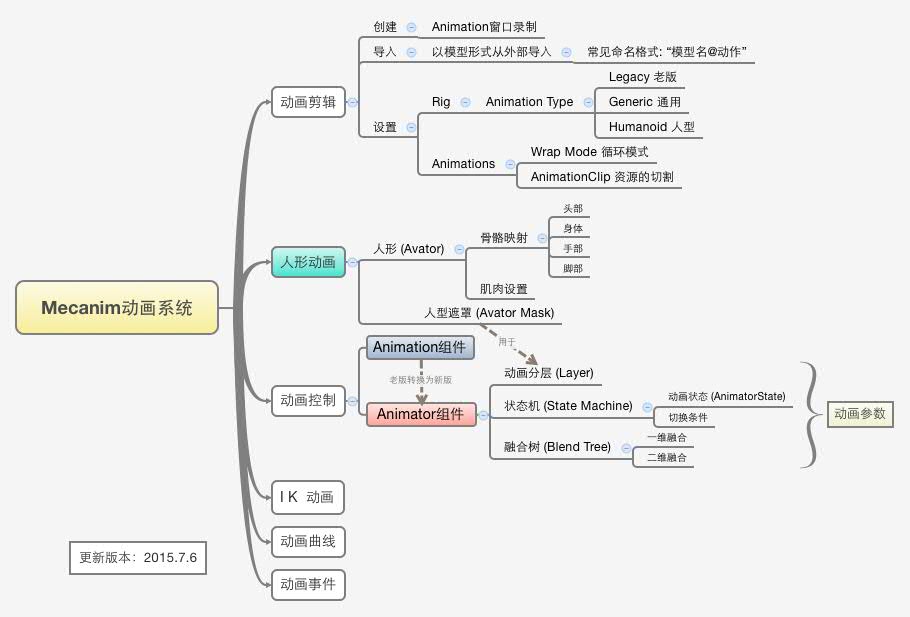 Mecanim动画系统
动画剪辑
创建
Animation窗口录制
导入
以模型形式从外部导入
常见命名格式: “模型名@动作”
设置
Rig
Animation Type
Legacy 老版
Generic 通用
Humanoid 人型
Animations
Wrap Mode 循环模式
AnimationClip 资源的切割
人形动画
人形 (Avator)
骨骼映射
头部
身体
手部
脚部
肌肉设置
人型遮罩 (Avator Mask)
用于
动画控制
Animation组件
老版转换为新版
Animator组件
动画分层 (Layer)
状态机 (State Machine)
动画状态 (AnimatorState)
切换条件
融合树 (Blend Tree)
一维融合
二维融合
动画参数
I K 动画
动画曲线
动画事件
更新版本：2015.7.6